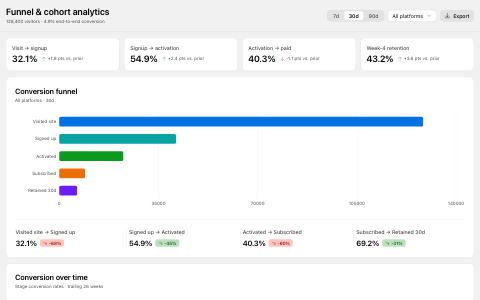 Funnel & cohort analytics
128,400 visitors · 4.9% end-to-end conversion
7d 30d 90d All platforms Export
Visit → signup
32.1% ↑ +1.8 pts vs. prior
Signup → activation
54.9% ↑ +2.4 pts vs. prior
Activation → paid
40.3% ↓ -1.1 pts vs. prior
Week-4 retention
43.2% ↑ +3.6 pts vs. prior
Conversion funnel
All platforms · 30d
Visited site
Signed up
Activated
Subscribed
Retained 30d
0 35000 70000 105000 140000
Visited site → Signed up
32.1% -68%
Signed up → Activated
54.9% -45%
Activated → Subscribed
40.3% -60%
Subscribed → Retained 30d
69.2% -31%
Conversion over time
Stage conversion rates · trailing 26 weeks